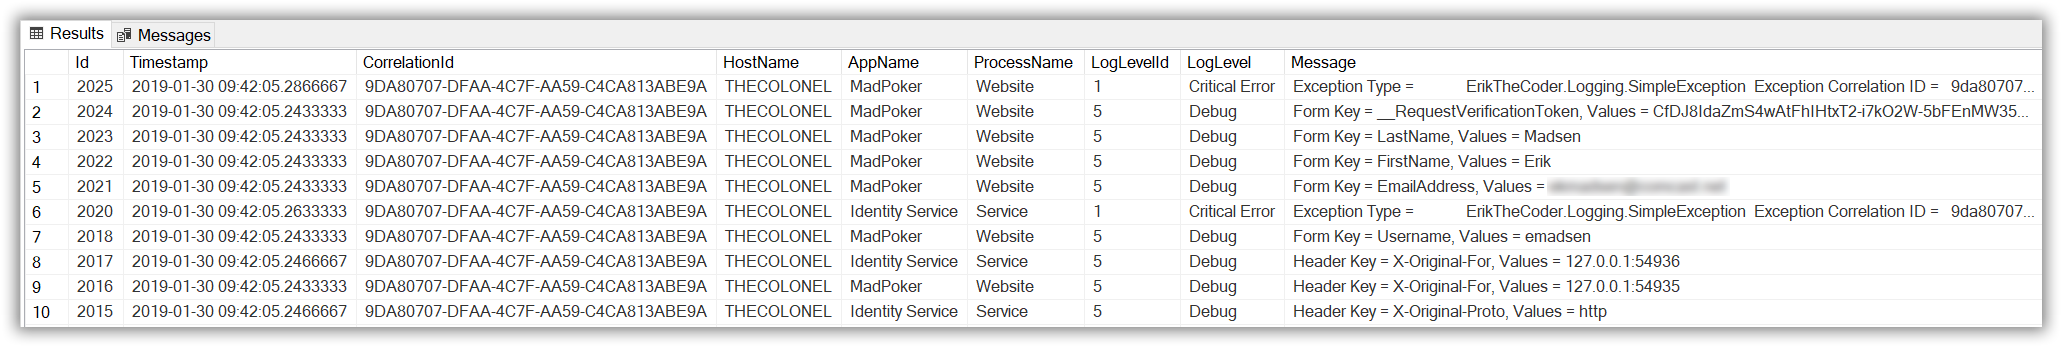 Results Messages
Id Timestamp CorrelationId HostName AppName ProcessName LogLevelId LogLevel Message
1 2025 2019-01-30 09:42:05.2866667 9DA80707-DFAA-4C7F-AA59-C4CA813ABE9A THECOLONEL MadPoker Website 1 Critical Error Exception Type = ErikTheCoder.Logging.SimpleException Exception Correlation ID = 9da80707...
2 2024 2019-01-30 09:42:05.2433333 9DA80707-DFAA-4C7F-AA59-C4CA813ABE9A THECOLONEL MadPoker Website 5 Debug Form Key = __RequestVerificationToken, Values = CfDJ8IdaZmS4wAtFhIHtxT2-i7kO2W-5bFEnMW35...
3 2023 2019-01-30 09:42:05.2433333 9DA80707-DFAA-4C7F-AA59-C4CA813ABE9A THECOLONEL MadPoker Website 5 Debug Form Key = LastName, Values = Madsen
4 2022 2019-01-30 09:42:05.2433333 9DA80707-DFAA-4C7F-AA59-C4CA813ABE9A THECOLONEL MadPoker Website 5 Debug Form Key = FirstName, Values = Erik
5 2021 2019-01-30 09:42:05.2433333 9DA80707-DFAA-4C7F-AA59-C4CA813ABE9A THECOLONEL MadPoker Website 5 Debug Form Key = EmailAddress, Values =
6 2020 2019-01-30 09:42:05.2633333 9DA80707-DFAA-4C7F-AA59-C4CA813ABE9A THECOLONEL Identity Service Service 1 Critical Error Exception Type = ErikTheCoder.Logging.SimpleException Exception Correlation ID = 9da80707...
7 2018 2019-01-30 09:42:05.2433333 9DA80707-DFAA-4C7F-AA59-C4CA813ABE9A THECOLONEL MadPoker Website 5 Debug Form Key = Username, Values = emadsen
8 2017 2019-01-30 09:42:05.2466667 9DA80707-DFAA-4C7F-AA59-C4CA813ABE9A THECOLONEL Identity Service Service 5 Debug Header Key = X-Original-For, Values = 127.0.0.1:54936
9 2016 2019-01-30 09:42:05.2433333 9DA80707-DFAA-4C7F-AA59-C4CA813ABE9A THECOLONEL MadPoker Website 5 Debug Header Key = X-Original-For, Values = 127.0.0.1:54935
10 2015 2019-01-30 09:42:05.2466667 9DA80707-DFAA-4C7F-AA59-C4CA813ABE9A THECOLONEL Identity Service Service 5 Debug Header Key = X-Original-Proto, Values = http